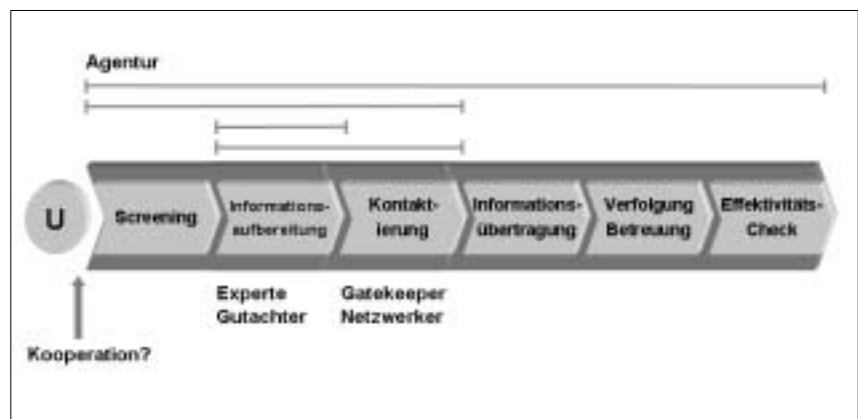 Agentur
U
Screening
Informations-
aufbereitung
Kontakt-
ierung
Informations-
übertragung
Verfolgung
Betreuung
Effektivitäts-
Check
Experte
Gutachter
Gatekeeper
Netzwerker
Kooperation?